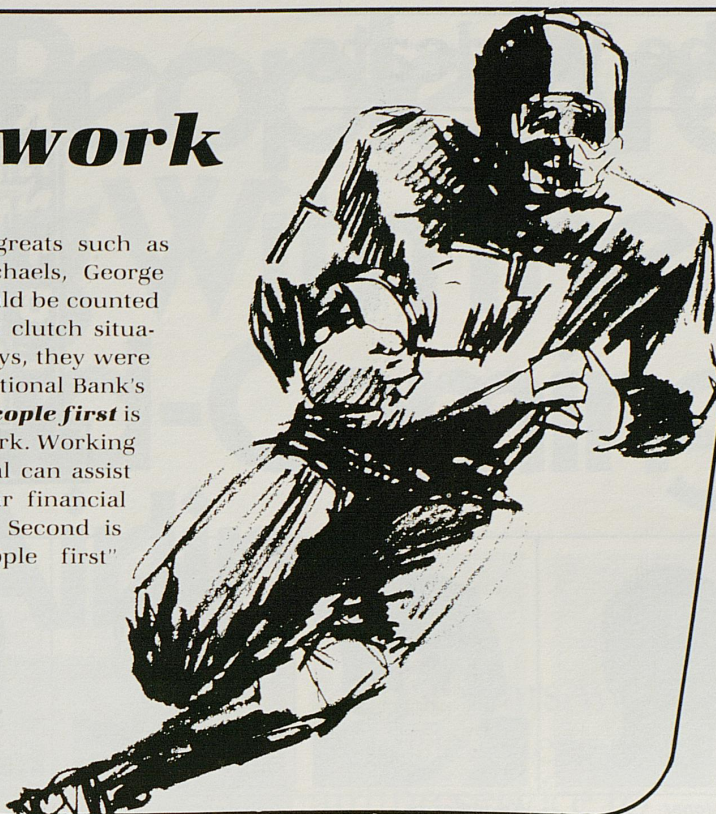 work
greats such as
chaels, George
ld be counted
clutch situa-
ys, they were
tional Bank's
eople first is
rk. Working
l can assist
r financial
Second is
ple first"